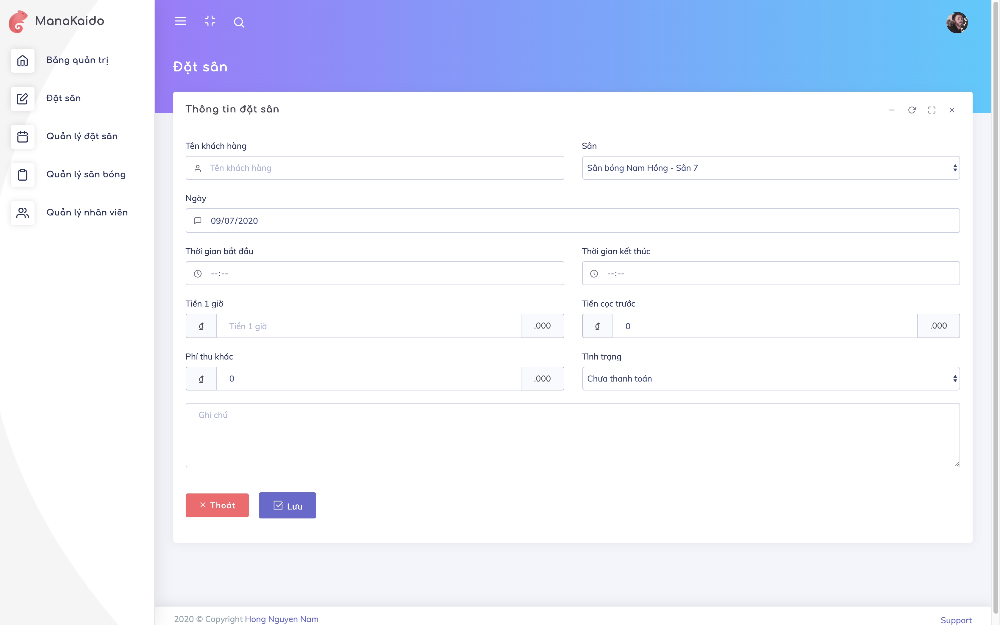 ManaKaido
Bảng quản trị
Đặt sân
Quản lý đặt sân
Quản lý sân bóng
Quản lý nhân viên
Đặt sân
Thông tin đặt sân
Tên khách hàng
Sân
Tên khách hàng
Sân bóng Nam Hồng - Sân 7
Ngày
09/07/2020
Thời gian bắt đầu
Thời gian kết thúc
--:--
--:--
Tiền 1 giờ
Tiền cọc trước
₫ Tiền 1 giờ .000
₫ 0 .000
Phí thu khác
Tình trạng
₫ 0 .000
Chưa thanh toán
Ghi chú
Thoát
Lưu
2020 © Copyright Hong Nguyen Nam
Support